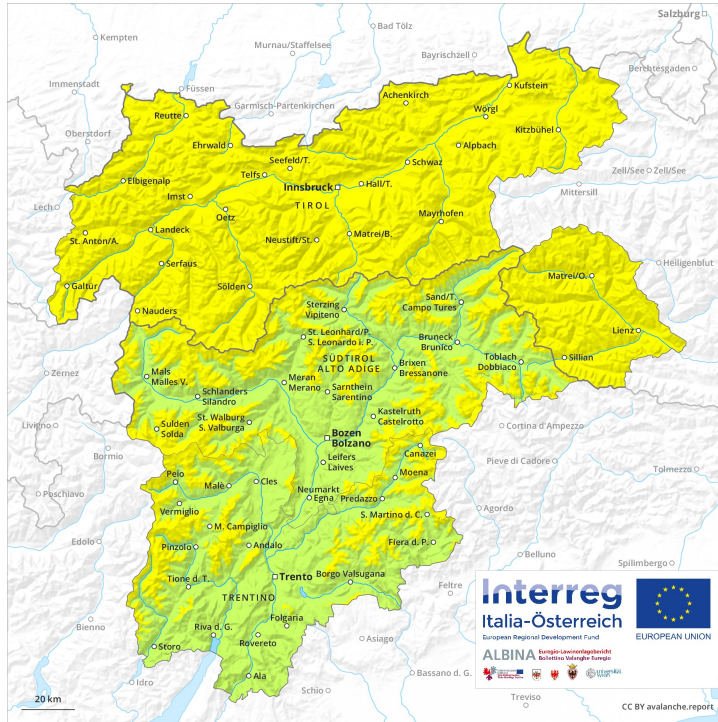 Salzburg
Kempten
Bad Tölz
Murnau/Staffelsee
Bayrischzell
Berchtesgaden
Immenstadt
Füssen
Garmisch-Partenkirchen
Achenkirch
Kufstein
Reutte
Wörgl
Oberstdorf
Ehrwald
Kitzbühel
Seefeld/T.
Alpbach
Telfs
Schwaz
Zell/See
Zell/See
Elbigenalp
Innsbruck
Hall/T.
Imst
Mittersill
Lech
TIROL
Oetz
Mayrhofen
St. Anton/A.
Landeck
Neustift/St.
Matrei/B.
Serfaus
Heiligenblut
Matrei/O.
Galtür
Sölden
Sand/T.
Campo Tures
Nauders
Sterzing
Vipiteno
Lienz
St. Leonhard/P.
S. Leonardo i. P.
Bruneck
Brunico
Sillian
Toblach
Dobbiaco
SÜDTIROL
ALTO ADIGE
Brixen
Bressanone
Zernez
Mals
Malles V.
Meran
Merano
Sarnthein
Sarentino
Schlanders
Silandro
St. Walburg
S. Valburga
Kastelruth
Castelrotto
Sulden
Solda
Livigno
Cortina d'Ampezzo
Bozen
Bolzano
Bormio
Canazei
Pieve di Cadore
Leifers
Laives
Moena
Tolmezzo
Poschiavo
Peio
Malè
Cles
Neumarkt
Egna
Predazzo
Agordo
Vermiglio
S. Martino d. C.
M. Campiglio
Edolo
Pinzolo
Andalo
Fiera d. P.
Belluno
Spilimbergo
Tione d. T.
Trento
Borgo Valsugana
Feltre
TRENTINO
Bienno
Folgaria
Riva d. G.
Rovereto
Asiago
Storo
Ala
Idro
Schio
Bassano d. G.
Treviso
Interreg
Italia-Österreich
European Regional Development Fund
EUROPEAN UNION
ALBINA
Euregio-Lawinenlagebericht
Bollettino Valanghe Euregio
universität
wien
20 km
CC BY avalanche.report